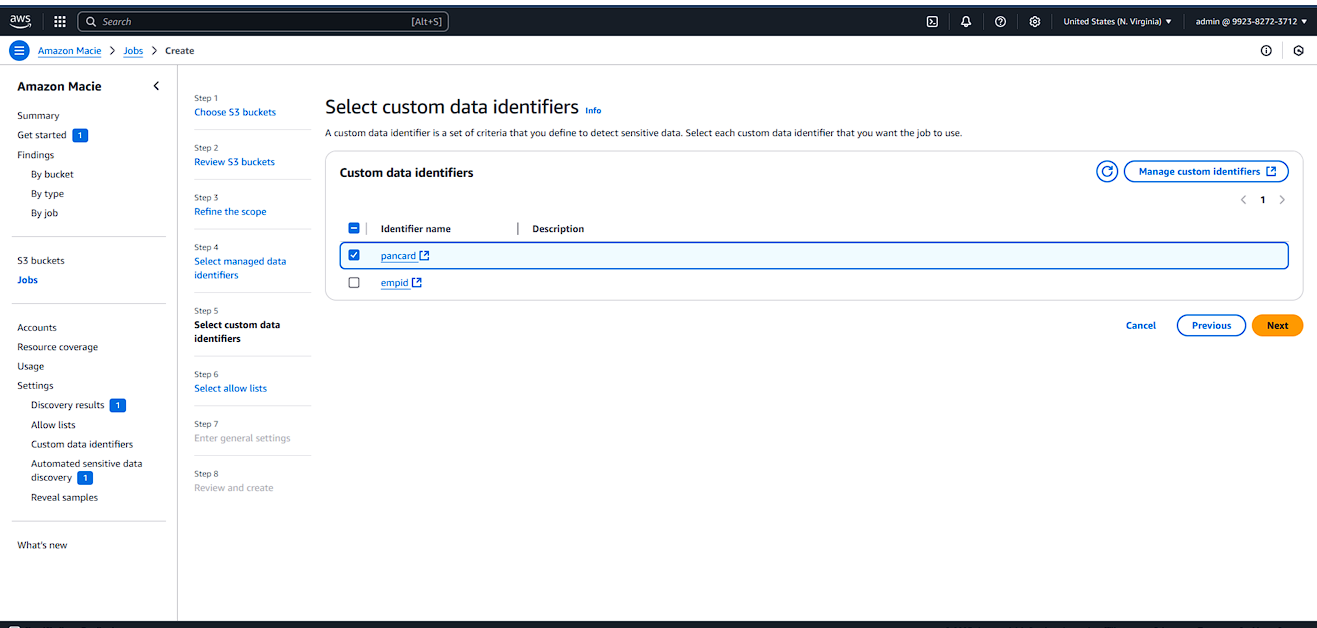 aws
Search
[Alt+S]
United States (N. Virginia)
admin @ 9923-8272-3712
Amazon Macie > Jobs > Create
Amazon Macie
Summary
Get started 1
Findings
By bucket
By type
By job
S3 buckets
Jobs
Accounts
Resource coverage
Usage
Settings
Discovery results 1
Allow lists
Custom data identifiers
Automated sensitive data
discovery 1
Reveal samples
What's new
Step 1
Choose S3 buckets
Step 2
Review S3 buckets
Step 3
Refine the scope
Step 4
Select managed data
identifiers
Step 5
Select custom data
identifiers
Step 6
Select allow lists
Step 7
Enter general settings
Step 8
Review and create
Select custom data identifiers Info
A custom data identifier is a set of criteria that you define to detect sensitive data. Select each custom data identifier that you want the job to use.
Custom data identifiers
Manage custom identifiers
1
Identifier name
Description
pancard
empid
Cancel
Previous
Next